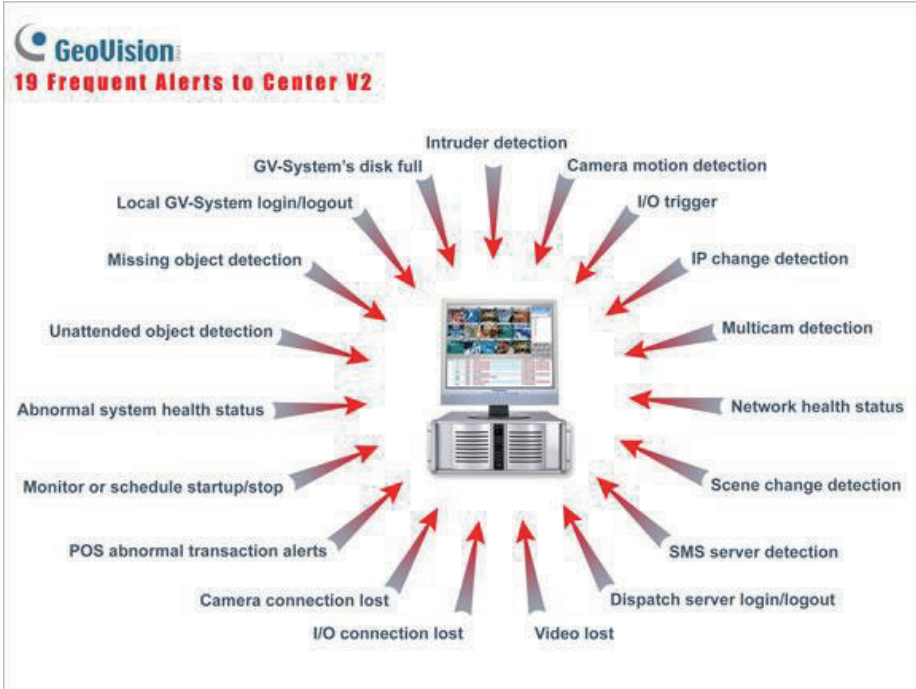 GeoVision
19 Frequent Alerts to Center V2
Intruder detection
Camera motion detection
I/O trigger
IP change detection
Multicam detection
Network health status
Scene change detection
SMS server detection
Dispatch server login/logout
Video lost
I/O connection lost
Camera connection lost
POS abnormal transaction alerts
Monitor or schedule startup/stop
Abnormal system health status
Unattended object detection
Missing object detection
Local GV-System login/logout
GV-System's disk full